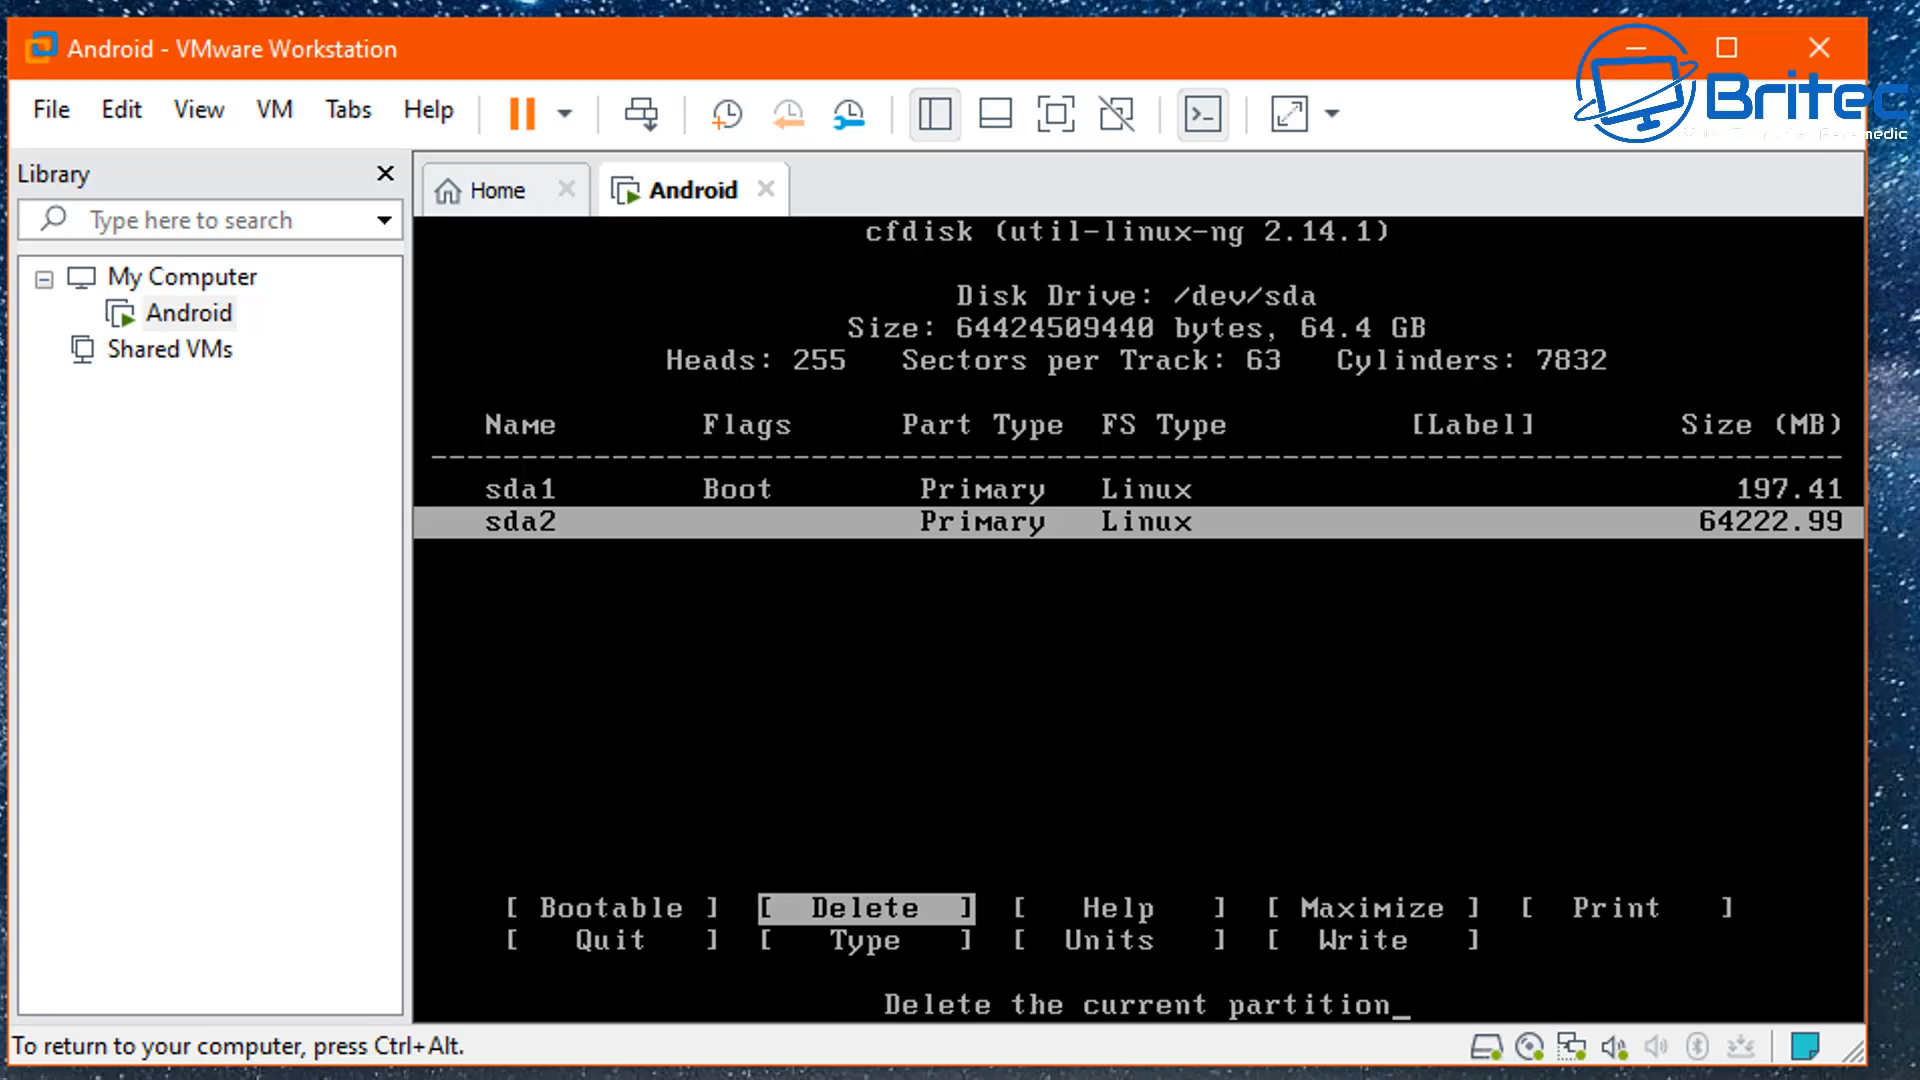 Android - VMware Workstation
Britec
File Edit View VM Tabs Help
Library
Type here to search
My Computer
Android
Shared VMs
Home Android
cfdisk (util-linux-ng 2.14.1)
Disk Drive: /dev/sda
Size: 64424509440 bytes, 64.4 GB
Heads: 255 Sectors per Track: 63 Cylinders: 7832
Name Flags Part Type FS Type [Label] Size (MB)
sda1 Boot Primary Linux 197.41
sda2 Primary Linux 64222.99
[ Bootable ] [ Delete ] [ Help ] [ Maximize ] [ Print ]
[ Quit ] [ Type ] [ Units ] [ Write ]
Delete the current partition_
To return to your computer, press Ctrl+Alt.